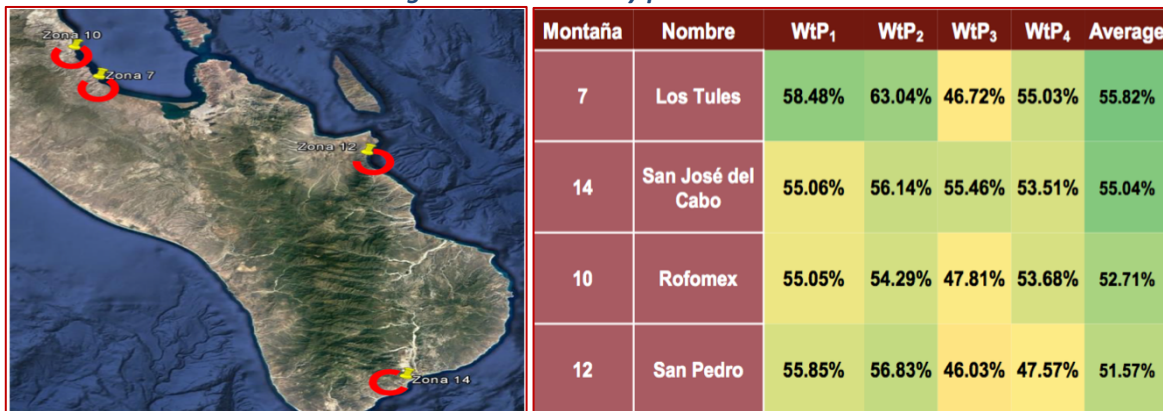 Zona 10
Zona 7
Zona 12
Zona 14
Montaña Nombre WtP₁ WtP₂ WtP₃ WtP₄ Average
7 Los Tules 58.48% 63.04% 46.72% 55.03% 55.82%
14 San José del Cabo 55.06% 56.14% 55.46% 53.51% 55.04%
10 Rofomex 55.05% 54.29% 47.81% 53.68% 52.71%
12 San Pedro 55.85% 56.83% 46.03% 47.57% 51.57%